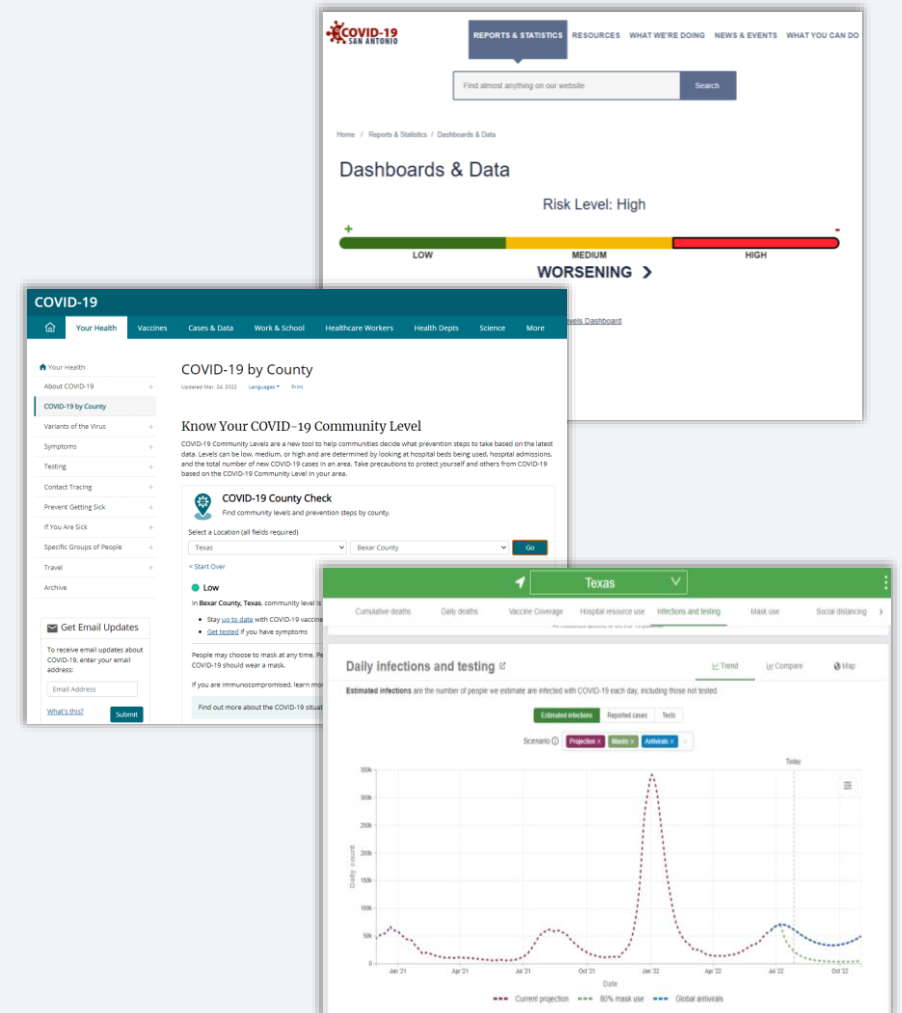 COVID-19
SAN ANTONIO
REPORTS & STATISTICS RESOURCES WHAT WE'RE DOING NEWS & EVENTS WHAT YOU CAN DO
Find almost anything on our website Search
Home / Reports & Statistics / Dashboards & Data
Dashboards & Data
Risk Level: High
+ -
LOW MEDIUM HIGH
WORSENING >
Dashboard
COVID-19
Your Health Vaccines Cases & Data Work & School Healthcare Workers Health Depts Science More
Your Health
About COVID-19 +
COVID-19 by County
Variants of the Virus +
Symptoms +
Testing +
Contact Tracing +
Prevent Getting Sick +
If You Are Sick +
Specific Groups of People +
Travel +
Archive
Get Email Updates
To receive email updates about
COVID-19, enter your email
address:
Email Address
What's this? Submit
COVID-19 by County
Updated Mar. 24, 2022 Languages Print
Know Your COVID-19 Community Level
COVID-19 Community Levels are a new tool to help communities decide what prevention steps to take based on the latest
data. Levels can be low, medium, or high and are determined by looking at hospital beds being used, hospital admissions,
and the total number of new COVID-19 cases in an area. Take precautions to protect yourself and others from COVID-19
based on the COVID-19 Community Level in your area.
COVID-19 County Check
Find community levels and prevention steps by county.
Select a Location (all fields required)
Texas Bexar County Go
< Start Over
Low
In Bexar County, Texas, community level is
Stay up to date with COVID-19 vaccine
Get tested if you have symptoms
People may choose to mask at any time. Pe
COVID-19 should wear a mask.
If you are immunocompromised, learn mor
Find out more about the COVID-19 situat
Texas
Cumulative deaths Daily deaths Vaccine Coverage Hospital resource use Infections and testing Mask use Social distancing >
Daily infections and testing Trend Compare Map
Estimated infections are the number of people we estimate are infected with COVID-19 each day, including those not tested.
Estimated infections Reported cases Tests
Scenario Projection x Masks x Antivirals x
Today
350k
300k
250k
200k
150k
100k
50k
0
Daily count
Jan '21 Apr '21 Jul '21 Oct '21 Jan '22 Apr '22 Jul '22 Oct '22
Date
Current projection 80% mask use Global antivirals